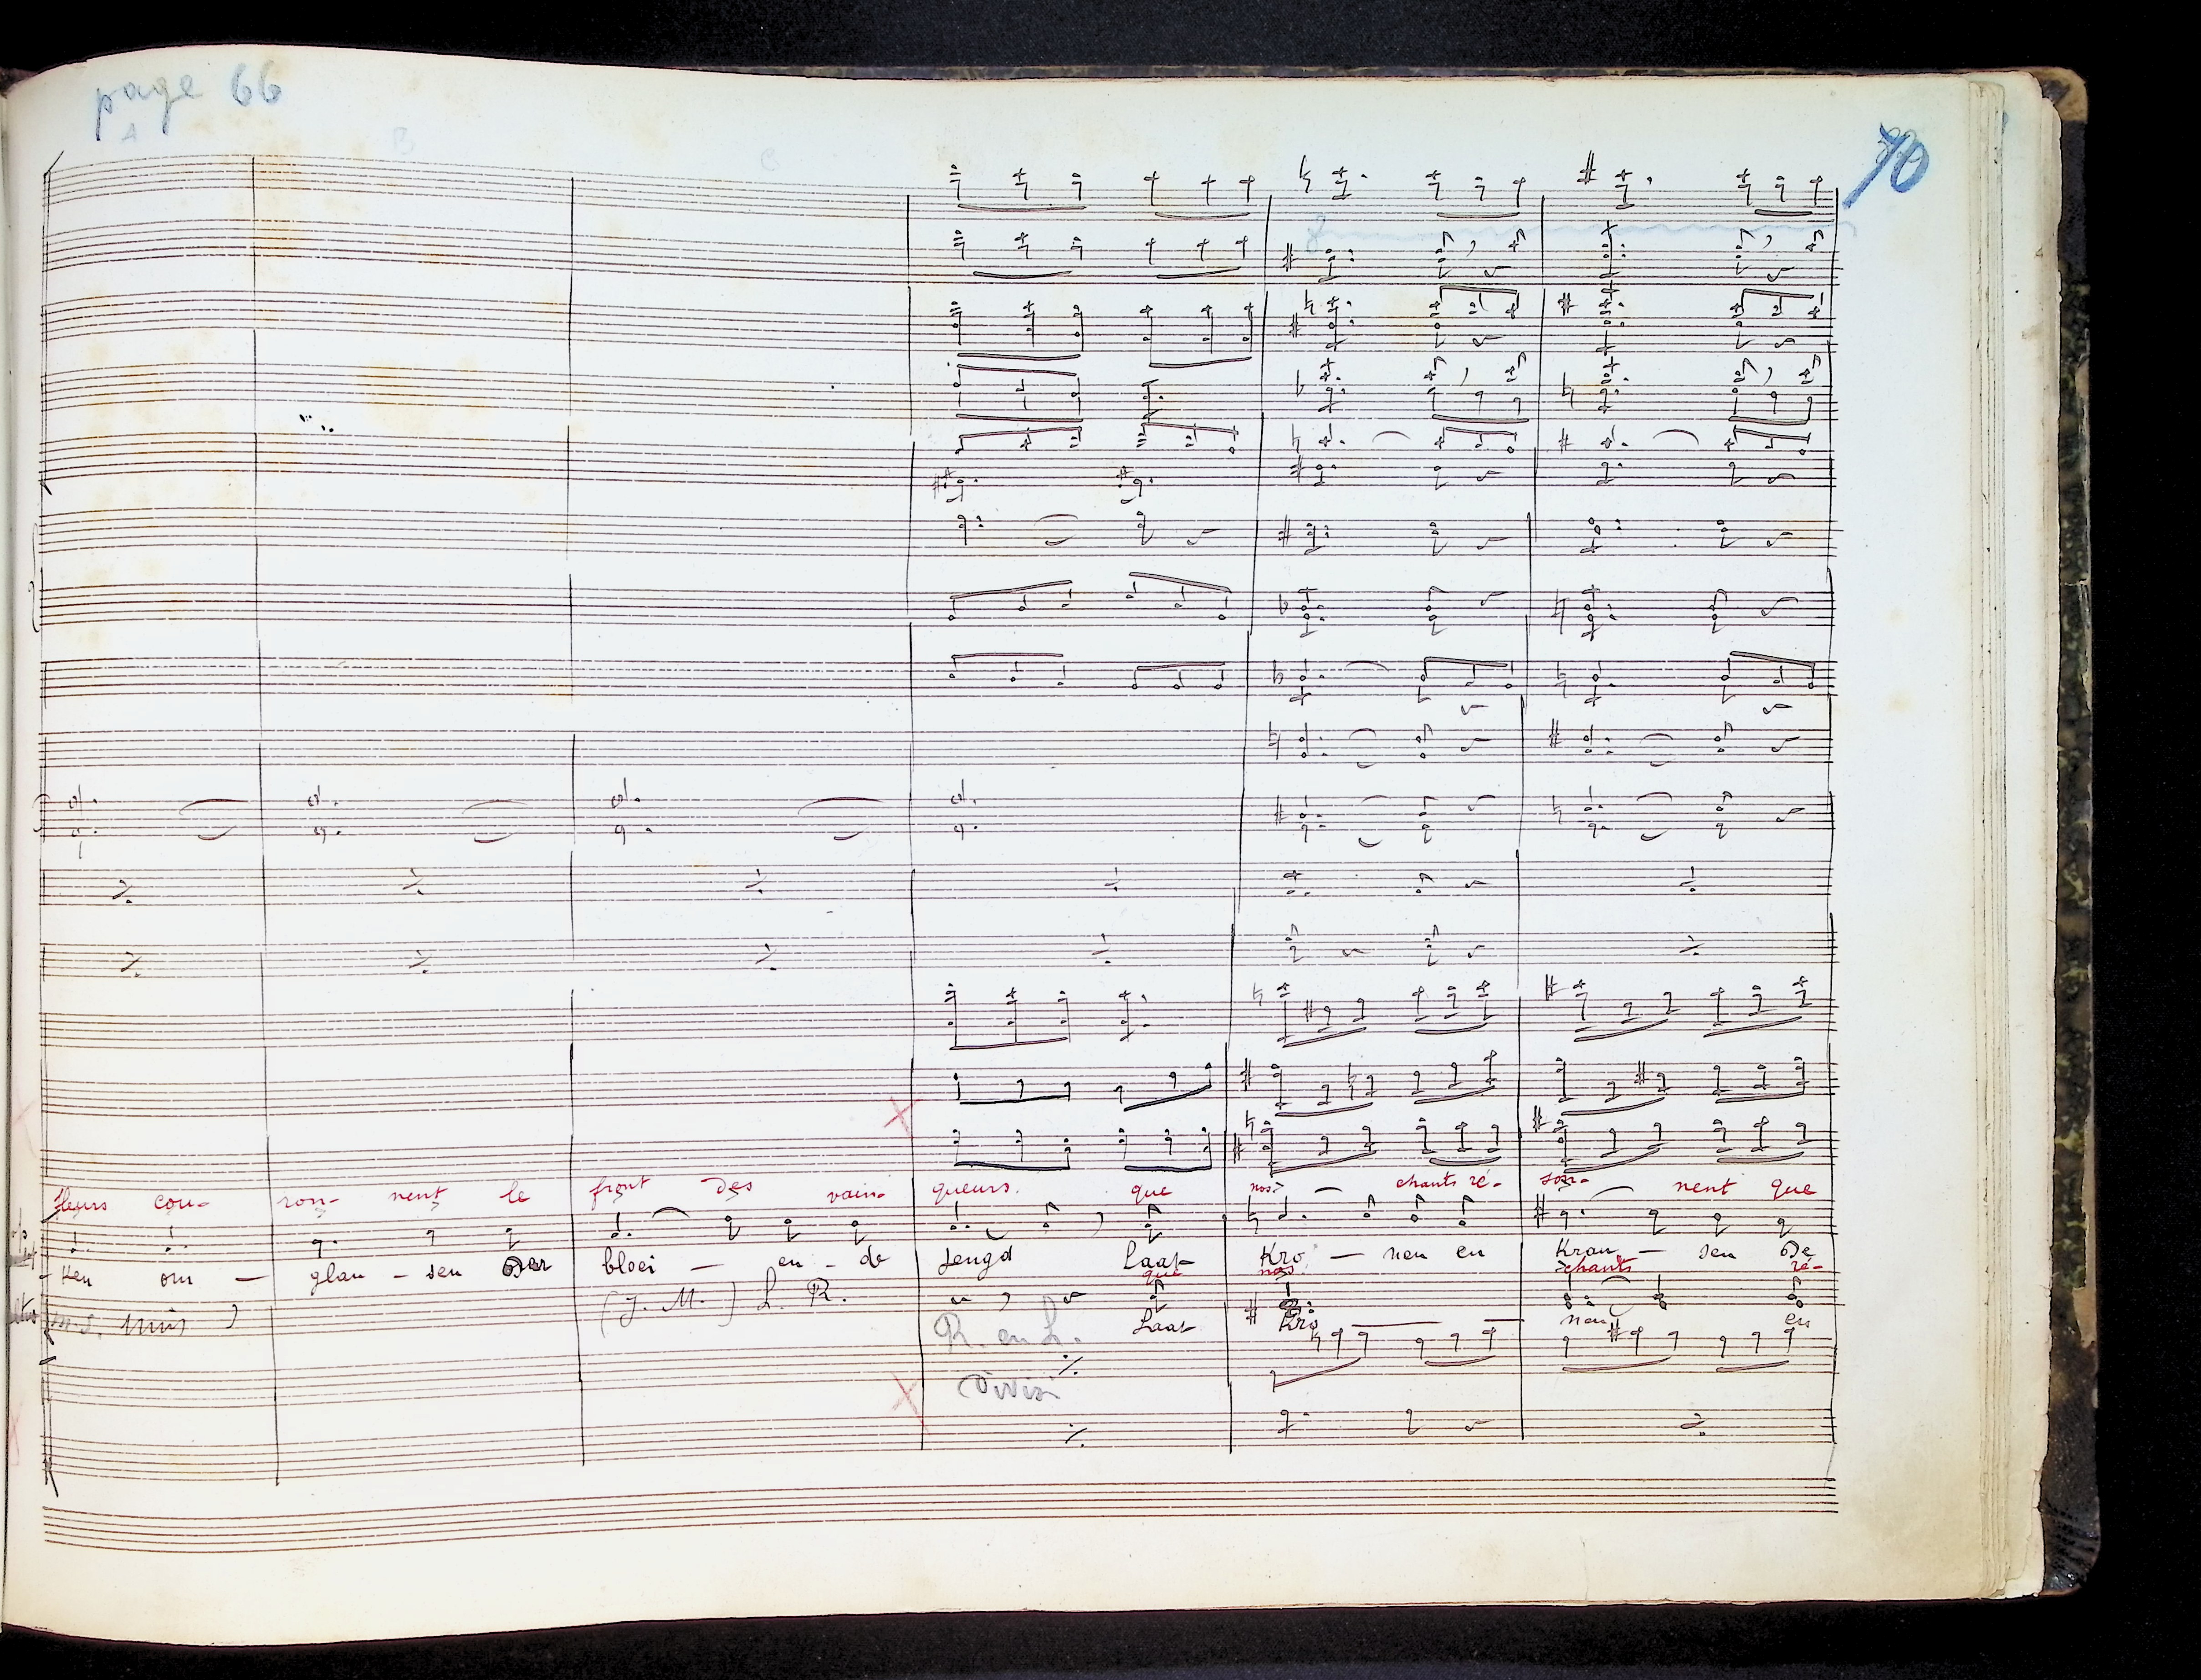 page 66
A B C
70
fleurs cou- ron- nent le front des vain- queurs. que nos chants ré- son- nent que
ken om — glan - sen Der bloei — en - de Jeugd Laat Kro — nen en Kran — sen De
que nos chants ré-
(J. M.) L. R.
R. en L. Laat Kro nen en
divisi